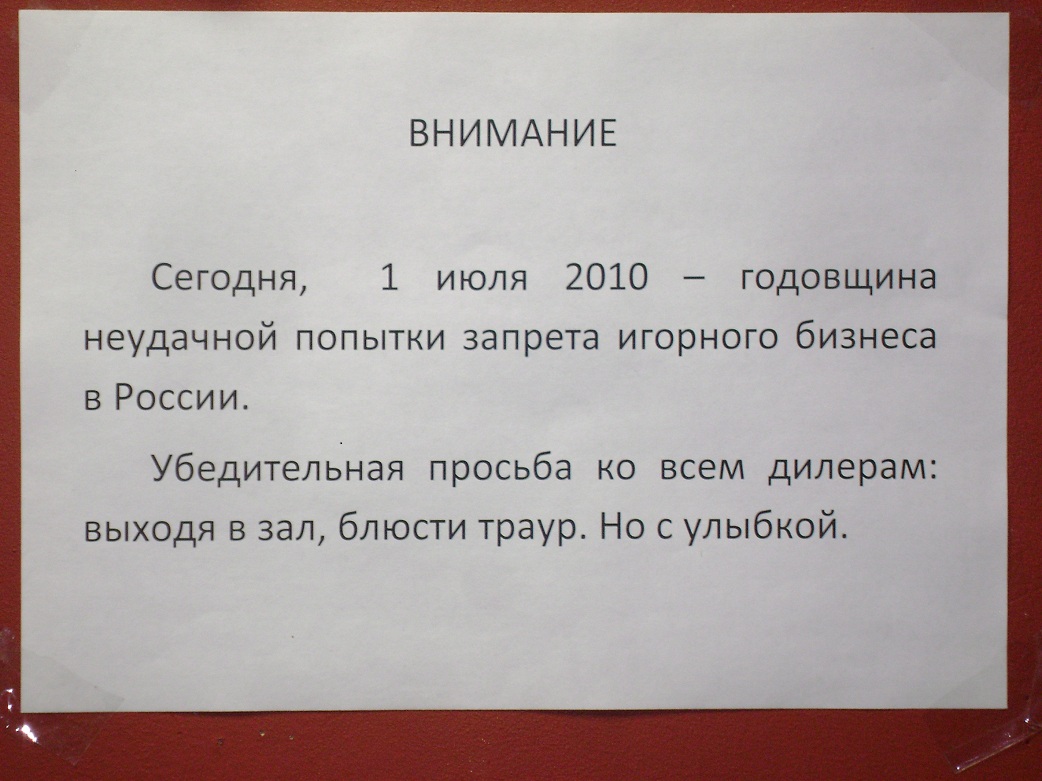 ВНИМАНИЕ
Сегодня, 1 июля 2010 – годовщина
неудачной попытки запрета игорного бизнеса
в России.
Убедительная просьба ко всем дилерам:
выходя в зал, блюсти траур. Но с улыбкой.